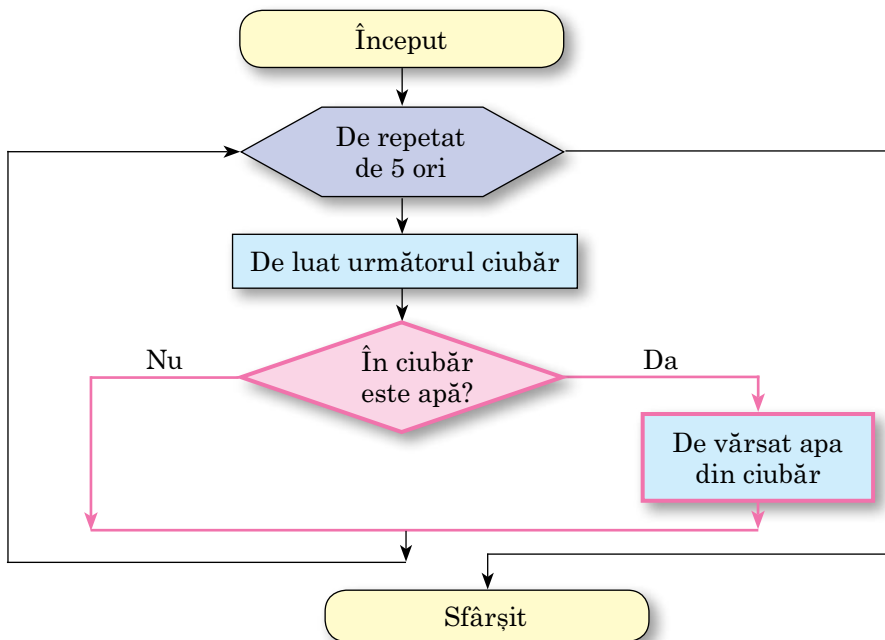 Început
De repetat
de 5 ori
De luat următorul ciubăr
Nu
În ciubăr
este apă?
Da
De vărsat apa
din ciubăr
Sfârșit